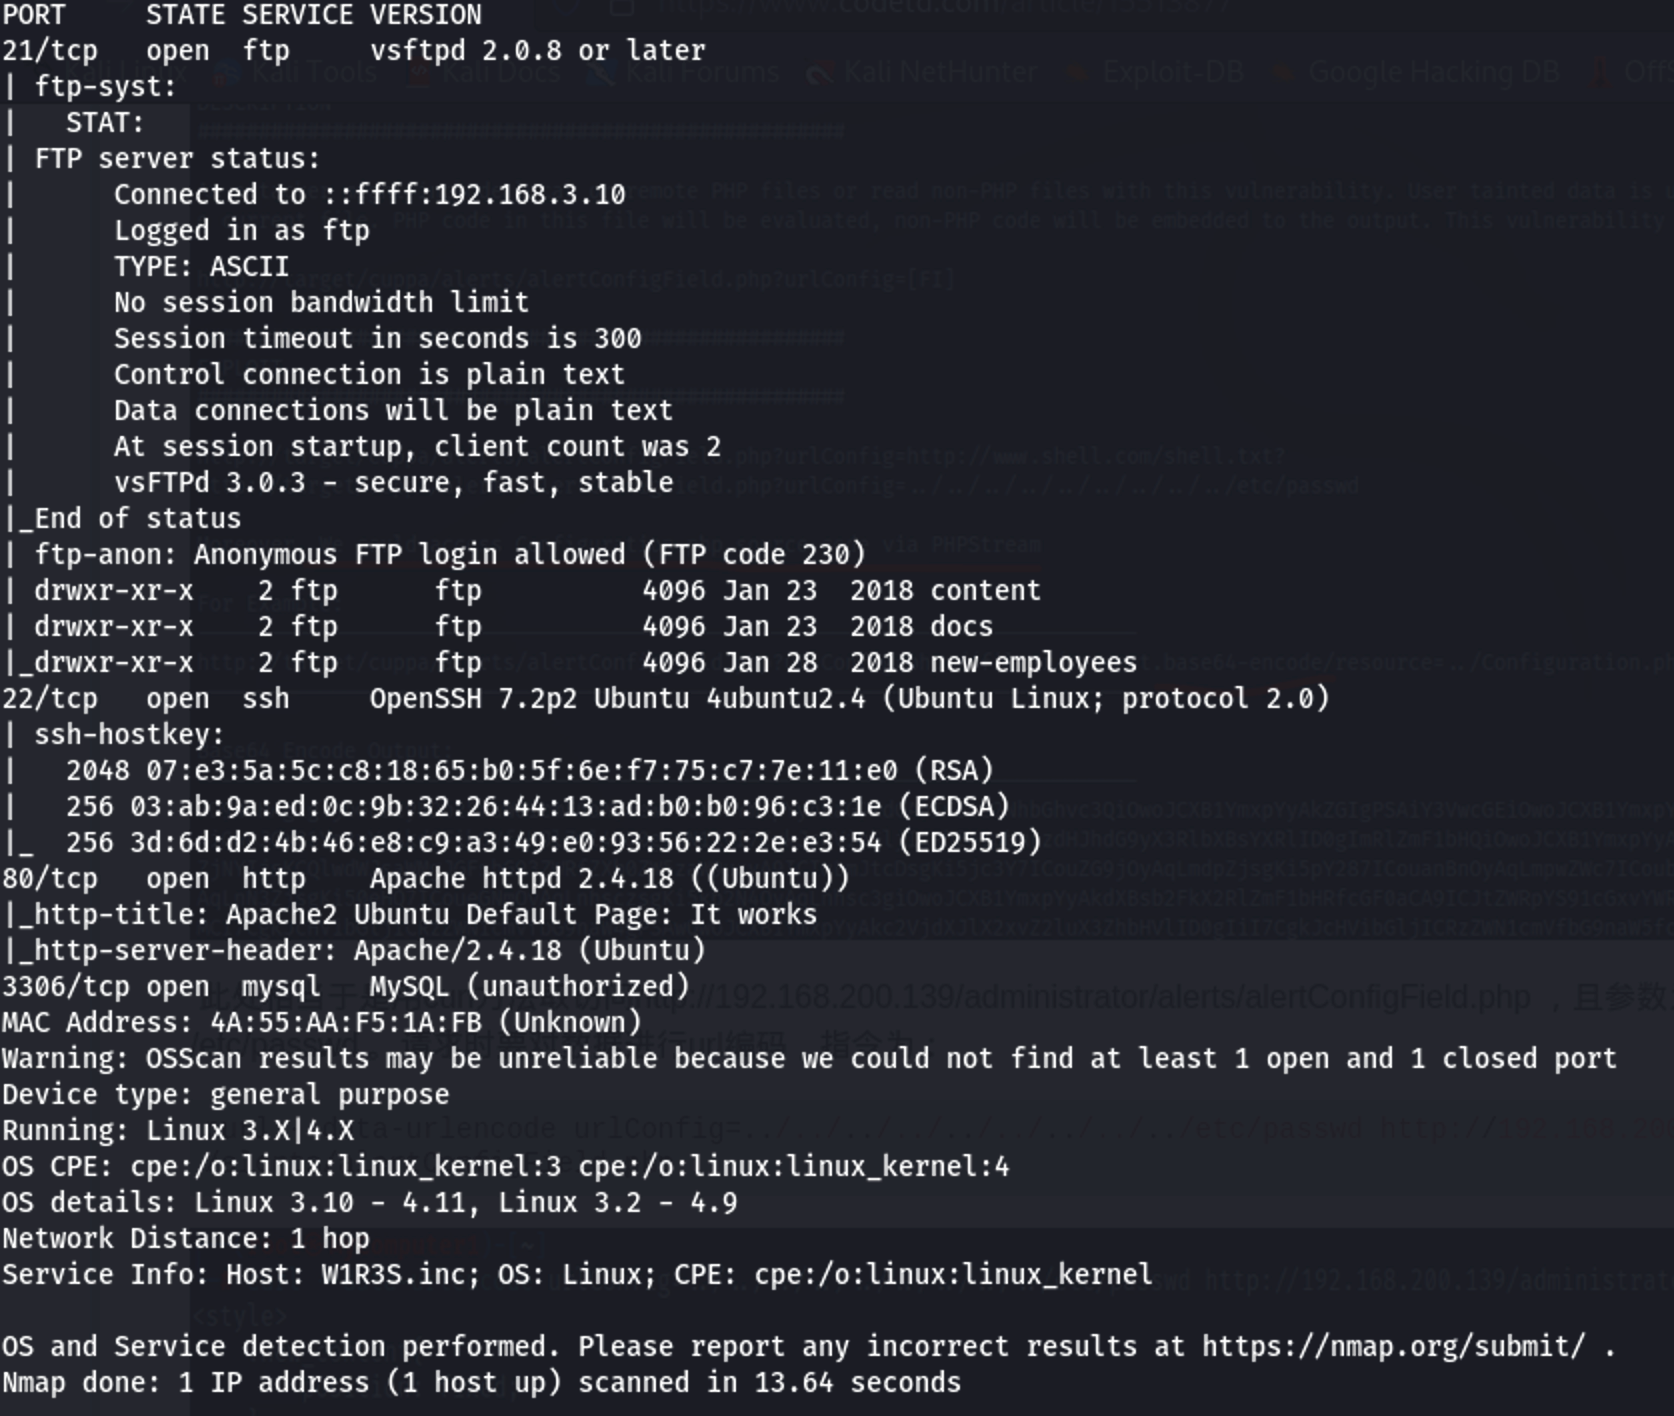 PORT     STATE SERVICE VERSION
21/tcp   open  ftp     vsftpd 2.0.8 or later
| ftp-syst:
|   STAT:
| FTP server status:
|      Connected to ::ffff:192.168.3.10
|      Logged in as ftp
|      TYPE: ASCII
|      No session bandwidth limit
|      Session timeout in seconds is 300
|      Control connection is plain text
|      Data connections will be plain text
|      At session startup, client count was 2
|      vsFTPd 3.0.3 - secure, fast, stable
|_End of status
| ftp-anon: Anonymous FTP login allowed (FTP code 230)
| drwxr-xr-x    2 ftp      ftp          4096 Jan 23  2018 content
| drwxr-xr-x    2 ftp      ftp          4096 Jan 23  2018 docs
|_drwxr-xr-x    2 ftp      ftp          4096 Jan 28  2018 new-employees
22/tcp   open  ssh     OpenSSH 7.2p2 Ubuntu 4ubuntu2.4 (Ubuntu Linux; protocol 2.0)
| ssh-hostkey:
|   2048 07:e3:5a:5c:c8:18:65:b0:5f:6e:f7:75:c7:7e:11:e0 (RSA)
|   256 03:ab:9a:ed:0c:9b:32:26:44:13:ad:b0:b0:96:c3:1e (ECDSA)
|_  256 3d:6d:d2:4b:46:e8:c9:a3:49:e0:93:56:22:2e:e3:54 (ED25519)
80/tcp   open  http    Apache httpd 2.4.18 ((Ubuntu))
|_http-title: Apache2 Ubuntu Default Page: It works
|_http-server-header: Apache/2.4.18 (Ubuntu)
3306/tcp open  mysql   MySQL (unauthorized)
MAC Address: 4A:55:AA:F5:1A:FB (Unknown)
Warning: OSScan results may be unreliable because we could not find at least 1 open and 1 closed port
Device type: general purpose
Running: Linux 3.X|4.X
OS CPE: cpe:/o:linux:linux_kernel:3 cpe:/o:linux:linux_kernel:4
OS details: Linux 3.10 - 4.11, Linux 3.2 - 4.9
Network Distance: 1 hop
Service Info: Host: W1R3S.inc; OS: Linux; CPE: cpe:/o:linux:linux_kernel

OS and Service detection performed. Please report any incorrect results at https://nmap.org/submit/ .
Nmap done: 1 IP address (1 host up) scanned in 13.64 seconds